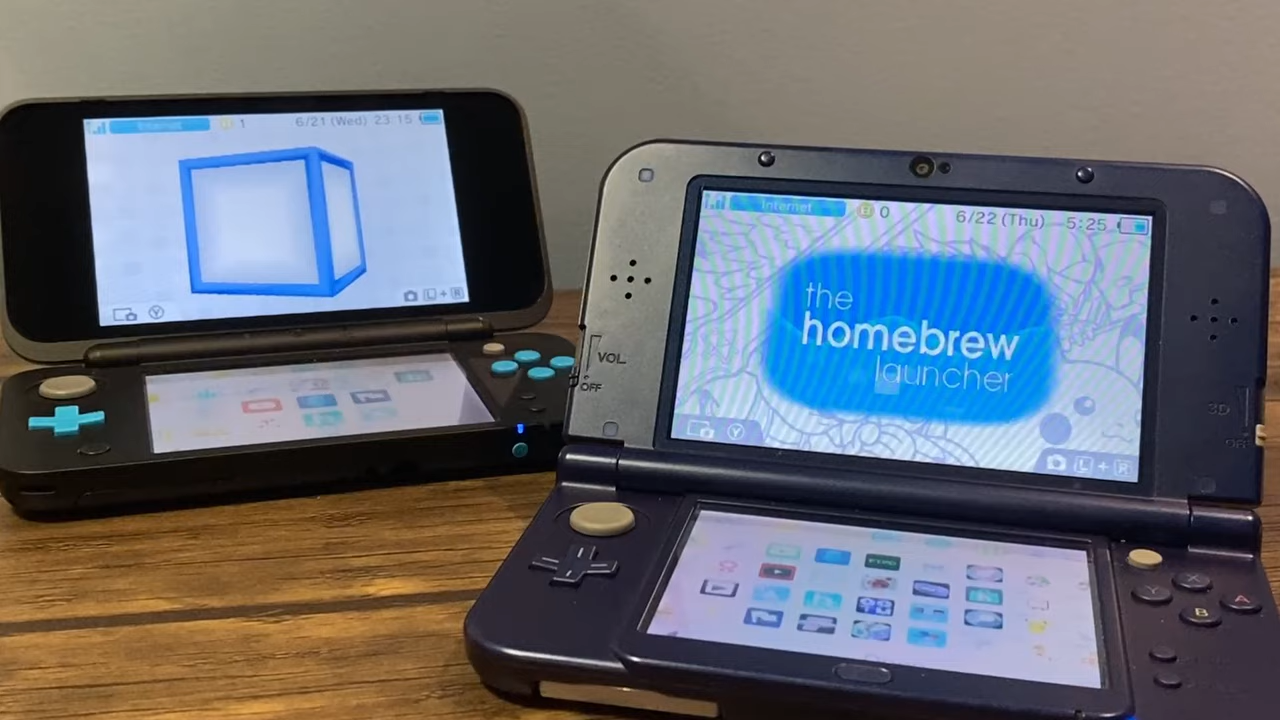 Internet 1 6/21 (Wed) 23:15
Y L + R
Internet 0 6/22 (Thu) 5:25
the
homebrew
launcher
Y L + R
VOL
OFF
3D
X
Y A
B